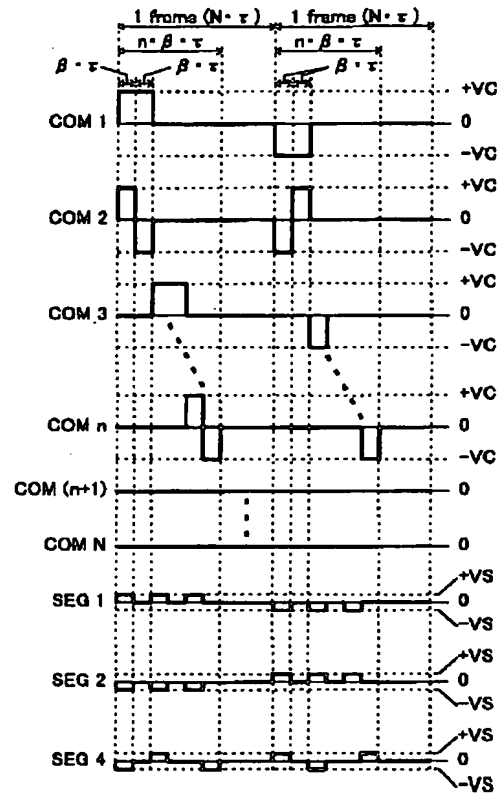 1 frame (N・τ) 1 frame (N・τ)
n・β・τ n・β・τ
β・τ β・τ β・τ
+VC
COM 1 0
-VC
+VC
COM 2 0
-VC
+VC
COM 3 0
-VC
+VC
COM n 0
-VC
COM (n+1) 0
COM N 0
+VS
SEG 1 0
-VS
+VS
SEG 2 0
-VS
+VS
SEG 4 0
-VS